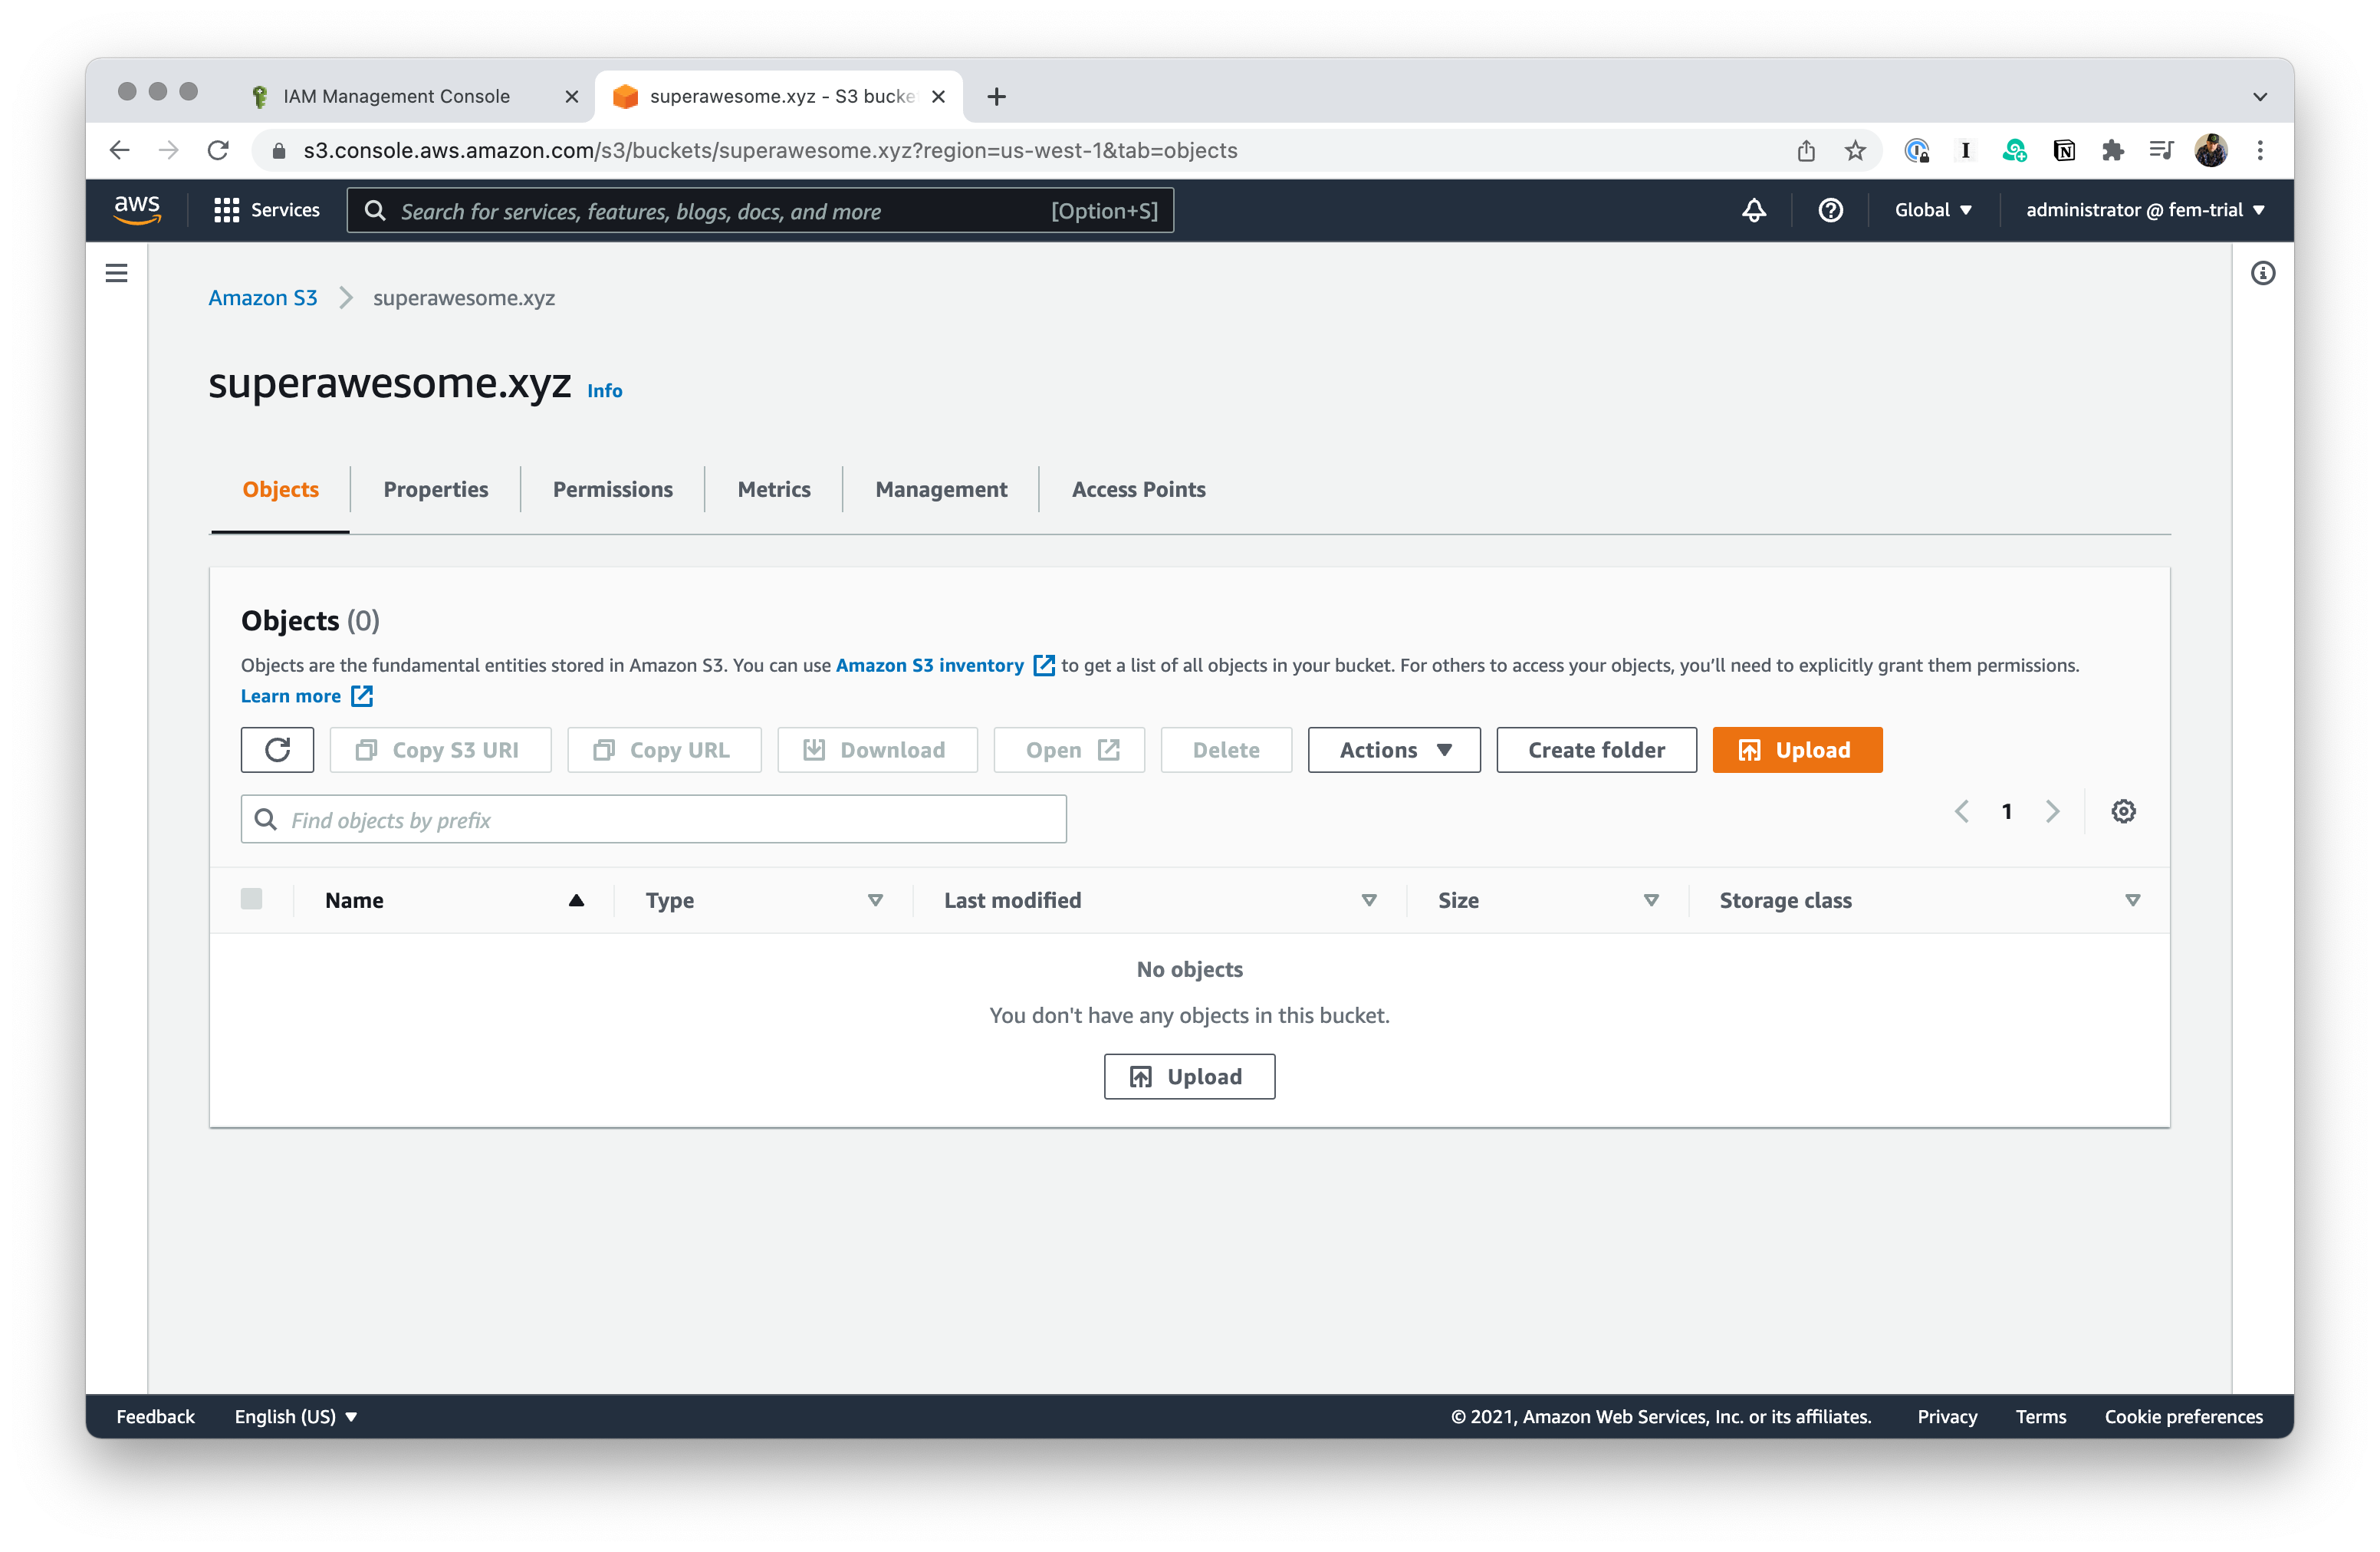 IAM Management Console
superawesome.xyz - S3 bucke
s3.console.aws.amazon.com/s3/buckets/superawesome.xyz?region=us-west-1&tab=objects
aws Services Search for services, features, blogs, docs, and more [Option+S] Global administrator @ fem-trial
Amazon S3 superawesome.xyz
superawesome.xyz Info
Objects Properties Permissions Metrics Management Access Points
Objects (0)
Objects are the fundamental entities stored in Amazon S3. You can use Amazon S3 inventory to get a list of all objects in your bucket. For others to access your objects, you’ll need to explicitly grant them permissions.
Learn more
Copy S3 URI Copy URL Download Open Delete Actions Create folder Upload
Find objects by prefix 1
Name Type Last modified Size Storage class
No objects
You don't have any objects in this bucket.
Upload
Feedback English (US) © 2021, Amazon Web Services, Inc. or its affiliates. Privacy Terms Cookie preferences